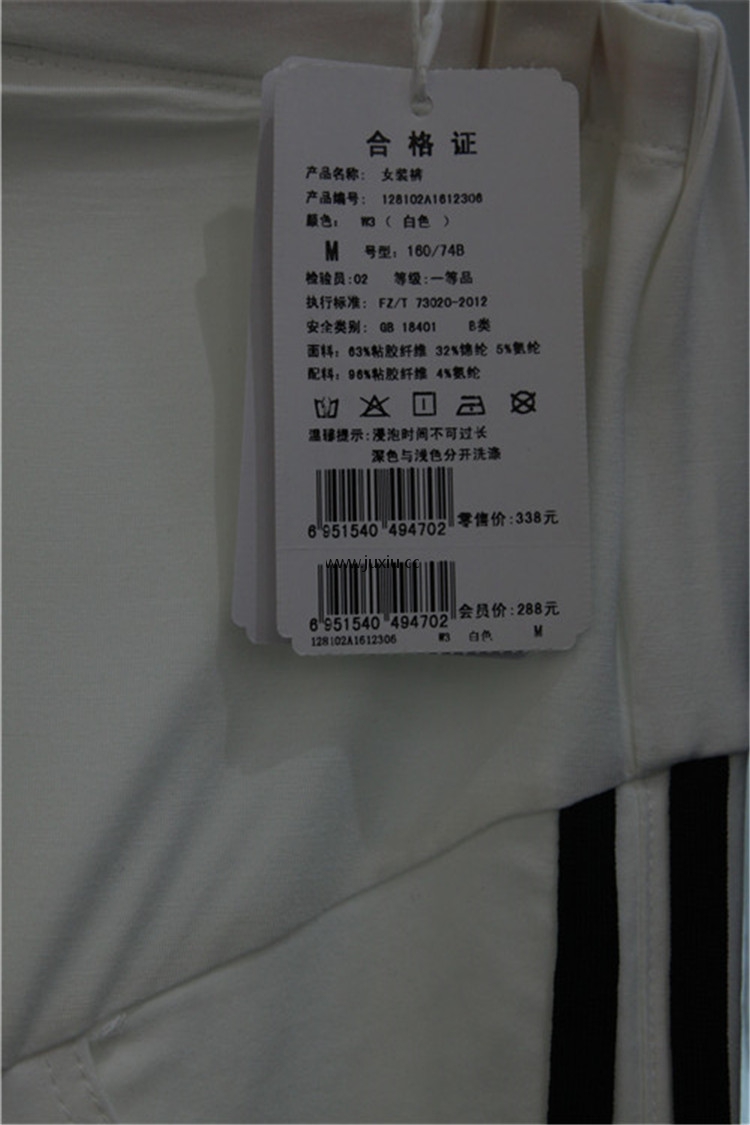 合格证
产品名称: 女装裤
产品编号: 128102A1612306
颜色: W3 ( 白色 )
M 号型: 160/74B
检验员:02 等级:一等品
执行标准: FZ/T 73020-2012
安全类别: GB 18401 B类
面料: 63%粘胶纤维 32%锦纶 5%氨纶
配料: 96%粘胶纤维 4%氨纶
温馨提示:浸泡时间不可过长
深色与浅色分开洗涤
6 951540 494702 零售价:338元
www.juxiu.cc
6 951540 494702 会员价:288元
128102A1612306 W3 白色 M